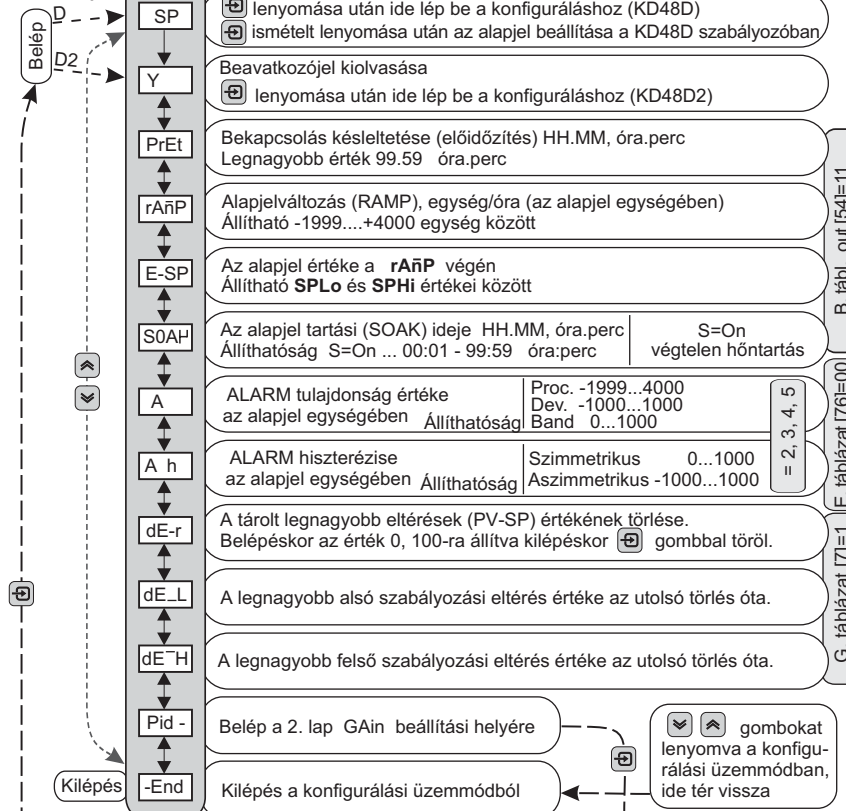 D
SP
lenyomása után ide lép be a konfiguráláshoz (KD48D)
ismételt lenyomása után az alapjel beállítása a KD48D szabályozóban
Belép
D2
Y
Beavatkozójel kiolvasása
lenyomása után ide lép be a konfiguráláshoz (KD48D2)
PrEt
Bekapcsolás késleltetése (előidőzítés) HH.MM, óra.perc
Legnagyobb érték 99.59 óra.perc
rAñP
Alapjelváltozás (RAMP), egység/óra (az alapjel egységében)
Állítható -1999....+4000 egység között
E-SP
Az alapjel értéke a rAñP végén
Állítható SPLo és SPHi értékei között
S0AH
Az alapjel tartási (SOAK) ideje HH.MM, óra.perc
Állíthatóság S=On ... 00:01 - 99:59 óra:perc
S=On
végtelen hőntartás
B tábl out [54]=11
A
ALARM tulajdonság értéke
az alapjel egységében Állíthatóság
Proc. -1999...4000
Dev. -1000...1000
Band 0...1000
A h
ALARM hiszterézise
az alapjel egységében Állíthatóság
Szimmetrikus 0...1000
Aszimmetrikus -1000...1000
= 2, 3, 4, 5
táblázat [76]=00
dE-r
A tárolt legnagyobb eltérések (PV-SP) értékének törlése.
Belépéskor az érték 0, 100-ra állítva kilépéskor gombbal töröl.
dE_L
A legnagyobb alsó szabályozási eltérés értéke az utolsó törlés óta.
dE¯H
A legnagyobb felső szabályozási eltérés értéke az utolsó törlés óta.
G táblázat [7]=1
Pid -
Belép a 2. lap GAin beállítási helyére
gombokat
lenyomva a konfigu-
rálási üzemmódban,
ide tér vissza
Kilépés
-End
Kilépés a konfigurálási üzemmódból